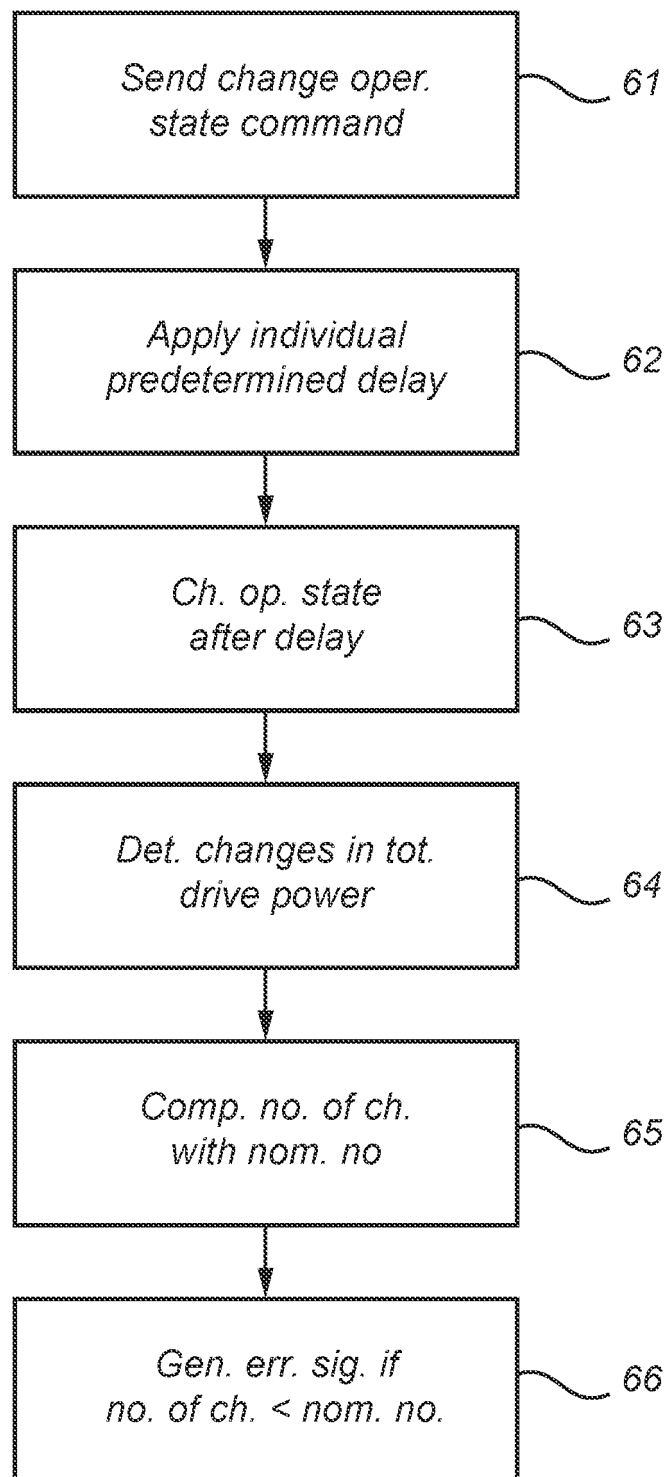 Send change oper.
state command
61
Apply individual
predetermined delay
62
Ch. op. state
after delay
63
Det. changes in tot.
drive power
64
Comp. no. of ch.
with nom. no
65
Gen. err. sig. if
no. of ch. < nom. no.
66